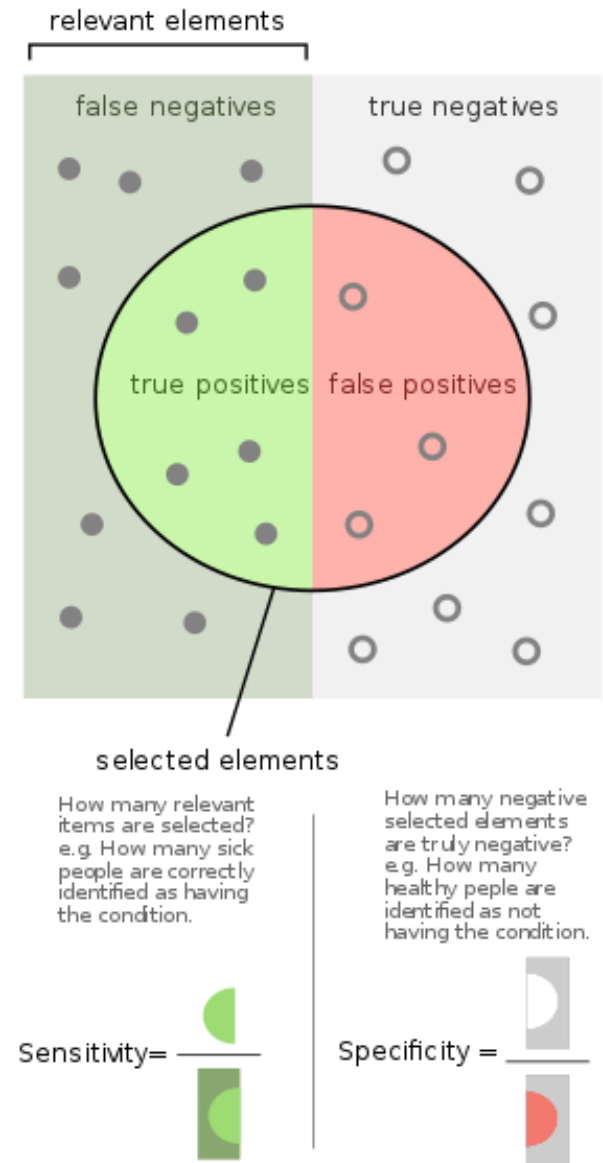 relevant elements
false negatives
true negatives
true positives
false positives
selected elements
How many relevant
items are selected?
e.g. How many sick
people are correctly
identified as having
the condition.
How many negative
selected elements
are truly negative?
e.g. How many
healthy peple are
identified as not
having the condition.
Sensitivity=
Specificity =